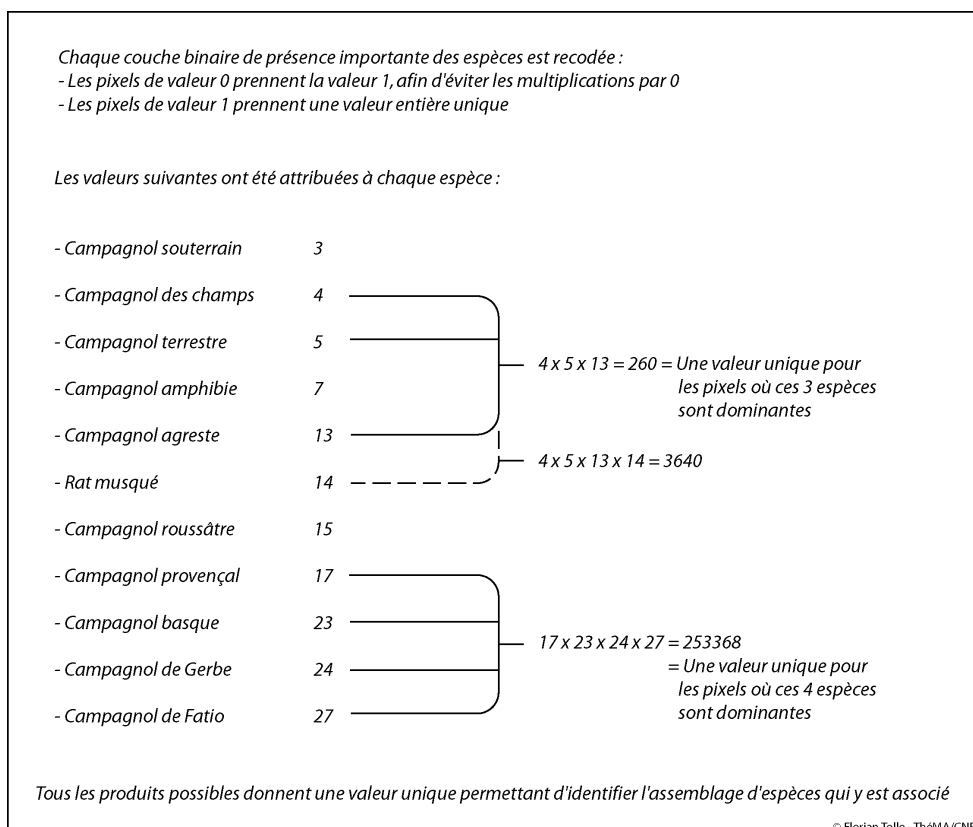 Chaque couche binaire de présence importante des espèces est recodée :
- Les pixels de valeur 0 prennent la valeur 1, afin d'éviter les multiplications par 0
- Les pixels de valeur 1 prennent une valeur entière unique
Les valeurs suivantes ont été attribuées à chaque espèce :
- Campagnol souterrain 3
- Campagnol des champs 4
- Campagnol terrestre 5
4 x 5 x 13 = 260 = Une valeur unique pour
les pixels où ces 3 espèces
sont dominantes
- Campagnol amphibie 7
- Campagnol agreste 13
4 x 5 x 13 x 14 = 3640
- Rat musqué 14
- Campagnol roussâtre 15
- Campagnol provençal 17
- Campagnol basque 23
17 x 23 x 24 x 27 = 253368
= Une valeur unique pour
les pixels où ces 4 espèces
sont dominantes
- Campagnol de Gerbe 24
- Campagnol de Fatio 27
Tous les produits possibles donnent une valeur unique permettant d'identifier l'assemblage d'espèces qui y est associé